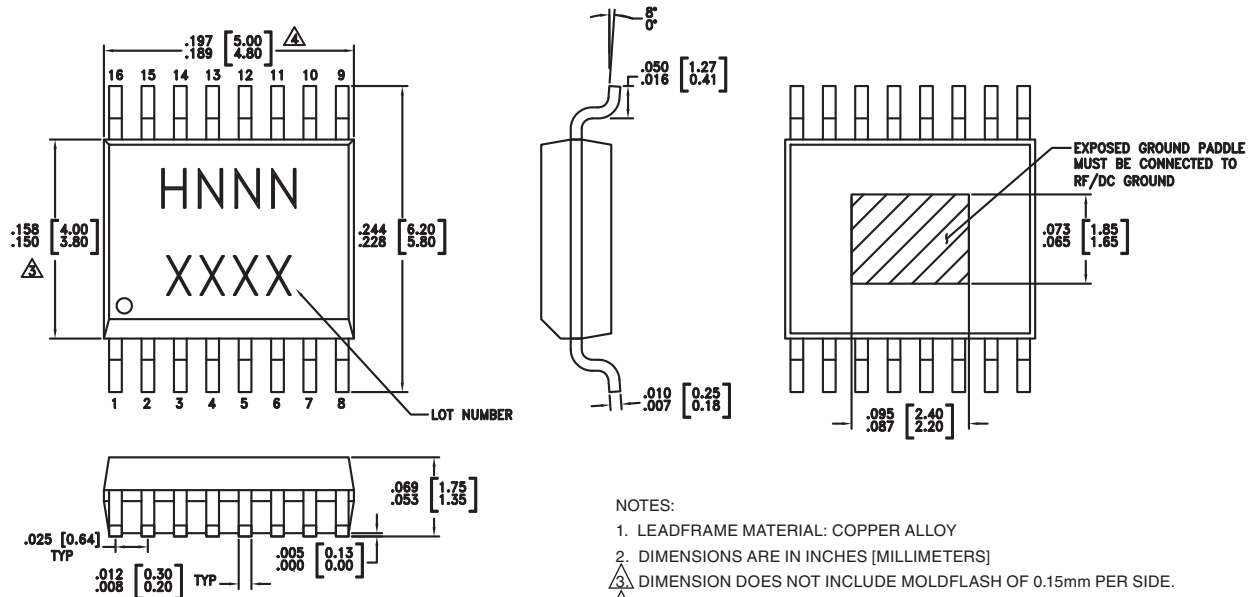 .197 [5.00] 4
.189 [4.80]
16 15 14 13 12 11 10 9
HNNN
XXXX
.158 [4.00]
.150 [3.80]
3
.244 [6.20]
.228 [5.80]
1 2 3 4 5 6 7 8
LOT NUMBER
8°
0°
.050 [1.27]
.016 [0.41]
.010 [0.25]
.007 [0.18]
EXPOSED GROUND PADDLE
MUST BE CONNECTED TO
RF/DC GROUND
.073 [1.85]
.065 [1.65]
.095 [2.40]
.087 [2.20]
.069 [1.75]
.053 [1.35]
.025 [0.64]
TYP
.012 [0.30]
.008 [0.20]
TYP
.005 [0.13]
.000 [0.00]
NOTES:
1. LEADFRAME MATERIAL: COPPER ALLOY
2. DIMENSIONS ARE IN INCHES [MILLIMETERS]
3. DIMENSION DOES NOT INCLUDE MOLDFLASH OF 0.15mm PER SIDE.